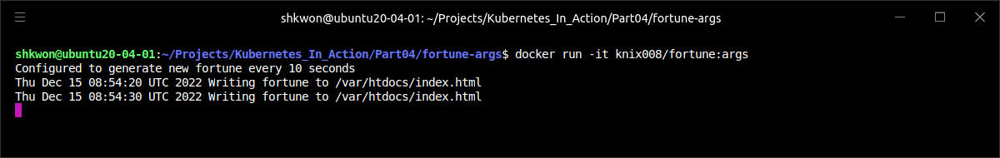 shkwon@ubuntu20-04-01: ~/Projects/Kubernetes_In_Action/Part04/fortune-args
shkwon@ubuntu20-04-01:~/Projects/Kubernetes_In_Action/Part04/fortune-args$ docker run -it knix008/fortune:args
Configured to generate new fortune every 10 seconds
Thu Dec 15 08:54:20 UTC 2022 Writing fortune to /var/htdocs/index.html
Thu Dec 15 08:54:30 UTC 2022 Writing fortune to /var/htdocs/index.html